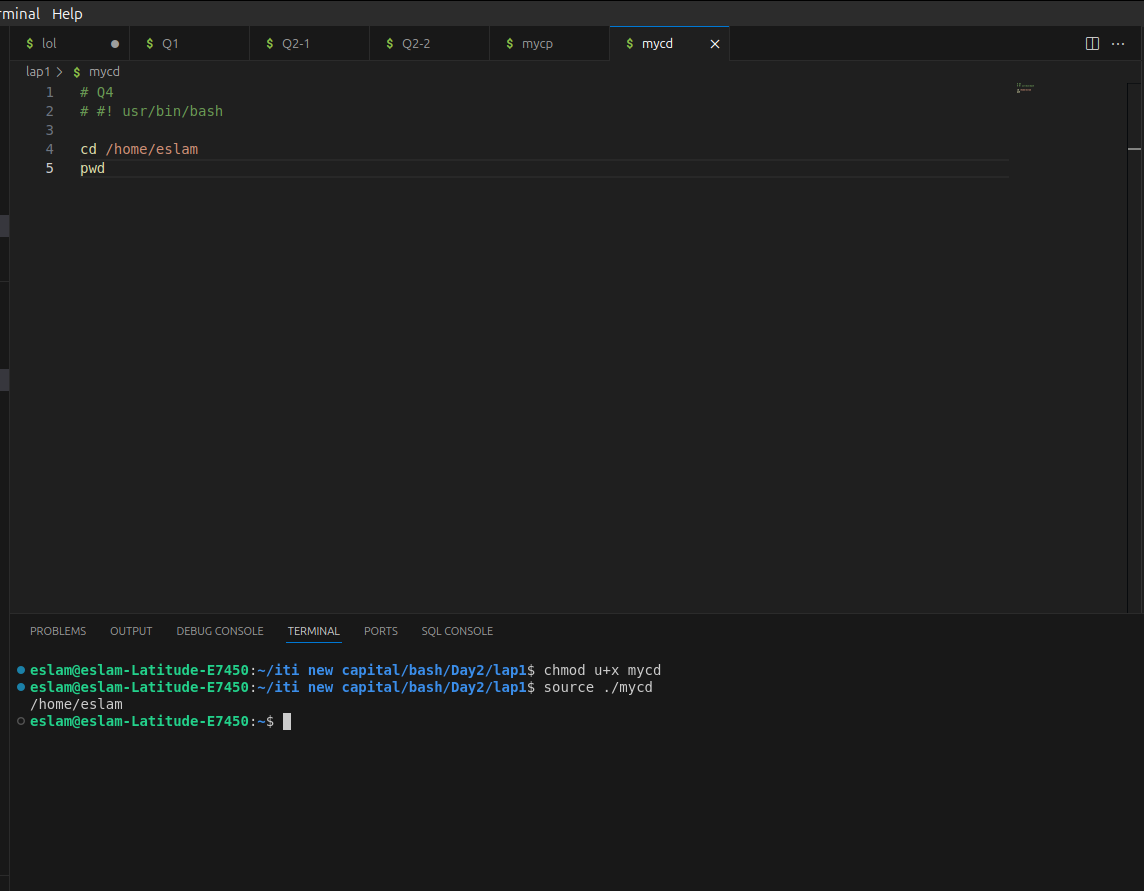 rminal Help
$ lol $ Q1 $ Q2-1 $ Q2-2 $ mycp $ mycd
lap1 > $ mycd
1 # Q4
2 # #! usr/bin/bash
3
4 cd /home/eslam
5 pwd
PROBLEMS OUTPUT DEBUG CONSOLE TERMINAL PORTS SQL CONSOLE
eslam@eslam-Latitude-E7450:~/iti new capital/bash/Day2/lap1$ chmod u+x mycd
eslam@eslam-Latitude-E7450:~/iti new capital/bash/Day2/lap1$ source ./mycd
/home/eslam
eslam@eslam-Latitude-E7450:~$